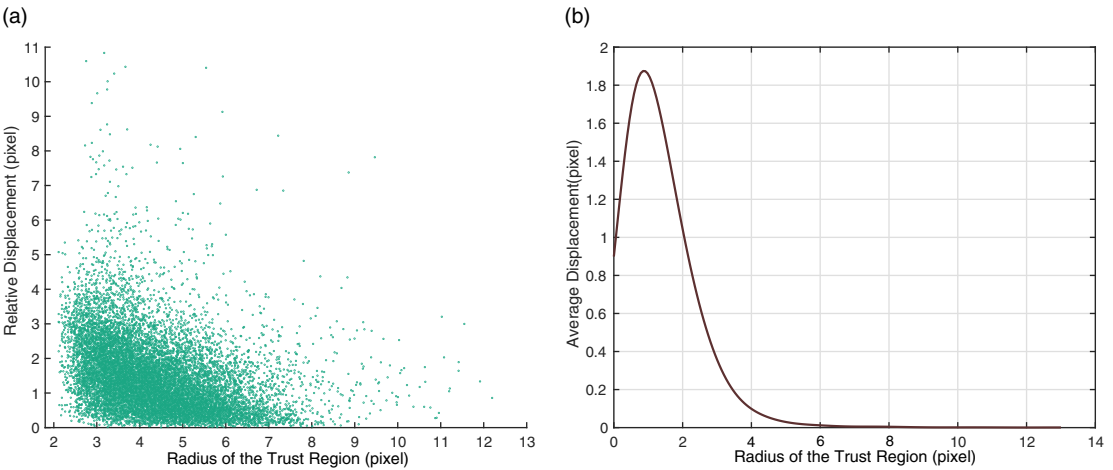 (a)
Relative Displacement (pixel)
11
10
9
8
7
6
5
4
3
2
1
0
2 3 4 5 6 7 8 9 10 11 12 13
Radius of the Trust Region (pixel)
(b)
Average Displacement(pixel)
2
1.8
1.6
1.4
1.2
1
0.8
0.6
0.4
0.2
0
0 2 4 6 8 10 12 14
Radius of the Trust Region (pixel)